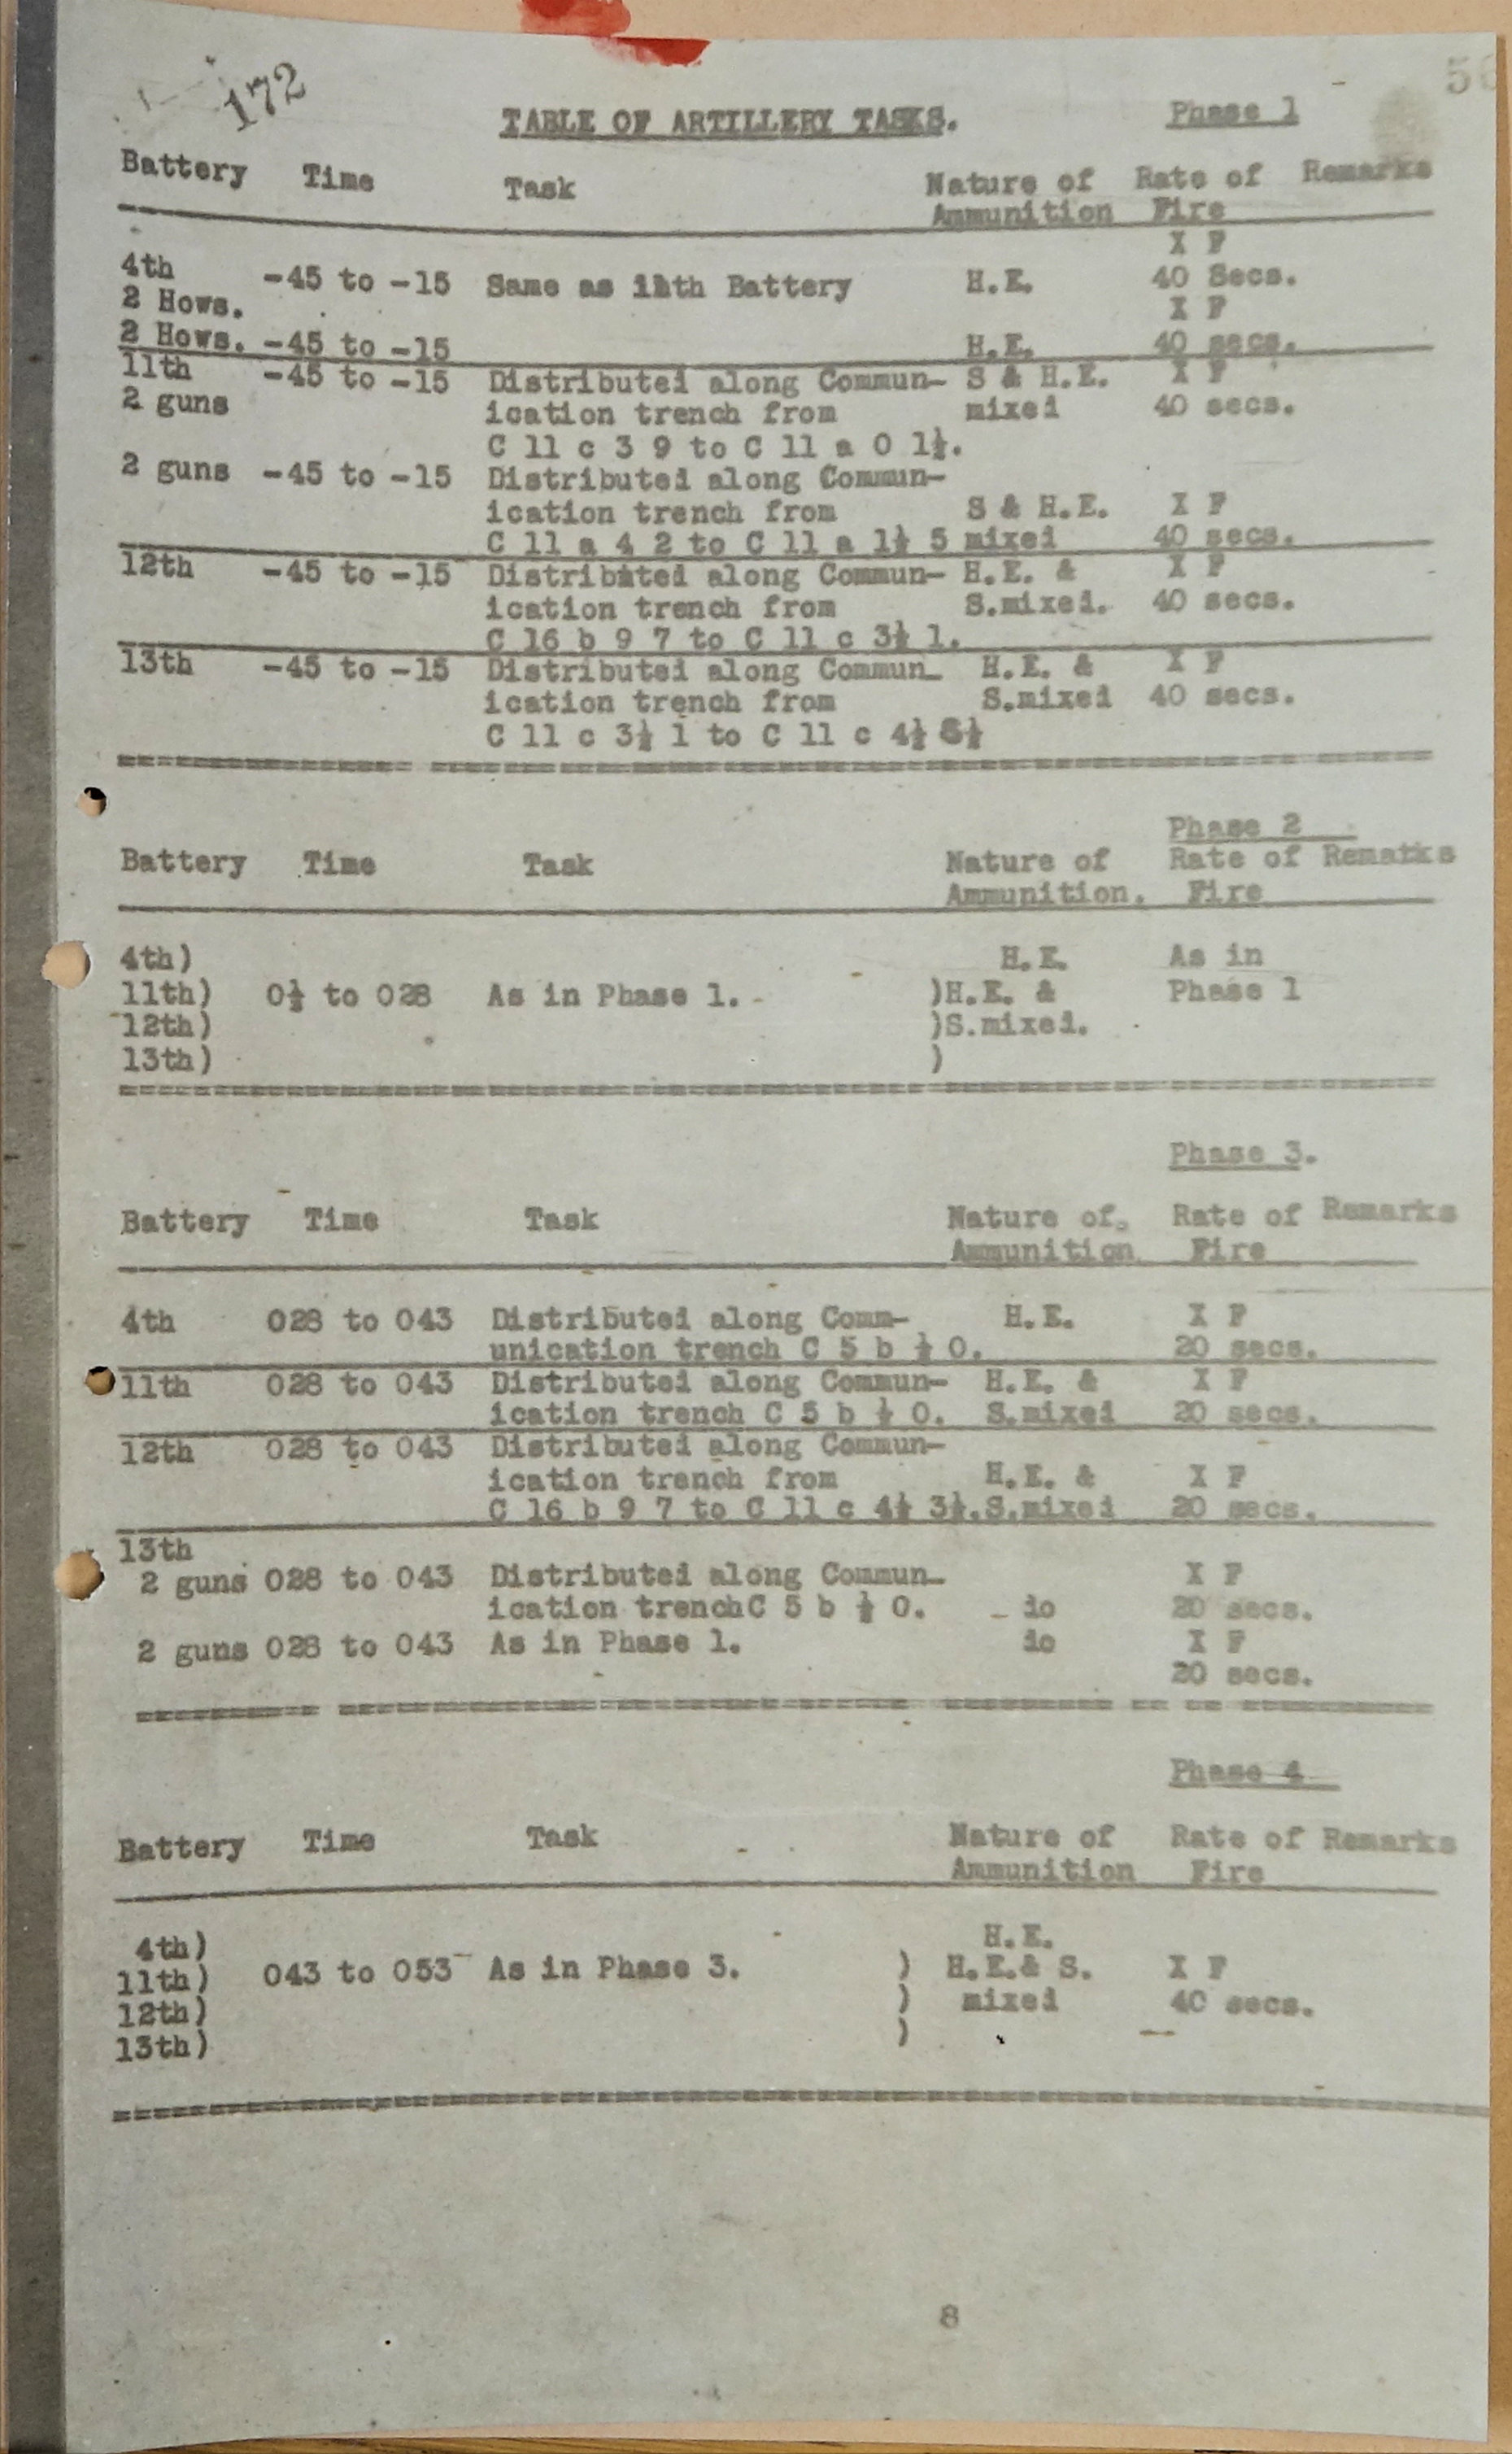 172
56
TABLE OF ARTILLERY TASKS. Phase 1
Battery Time Task Nature of Rate of Remarks
Ammunition Fire
X F
4th -45 to -15 Same as 11th Battery H.E. 40 Secs.
2 Hows. X F
2 Hows. -45 to -15 H.E. 40 secs.
11th -45 to -15 Distributed along Commun- S & H.E. X F
2 guns ication trench from mixed 40 secs.
C 11 c 3 9 to C 11 a 0 1½.
2 guns -45 to -15 Distributed along Commun-
ication trench from S & H.E. X F
C 11 a 4 2 to C 11 a 1½ 5 mixed 40 secs.
12th -45 to -15 Distributed along Commun- H.E. & X F
ication trench from S.mixed. 40 secs.
C 16 b 9 7 to C 11 c 3½ 1.
13th -45 to -15 Distributed along Commun- H.E. & X F
ication trench from S.mixed 40 secs.
C 11 c 3½ 1 to C 11 c 4½ 8½
Phase 2
Battery Time Task Nature of Rate of Remarks
Ammunition. Fire
4th) H.E. As in
11th) 0½ to 028 As in Phase 1. )H.E. & Phase 1
12th) )S.mixed.
13th) )
Phase 3.
Battery Time Task Nature of. Rate of Remarks
Ammunition Fire
4th 028 to 043 Distributed along Comm- H.E. X F
unication trench C 5 b ½ 0. 20 secs.
11th 028 to 043 Distributed along Commun- H.E. & X F
ication trench C 5 b ½ 0. S.mixed 20 secs.
12th 028 to 043 Distributed along Commun-
ication trench from H.E. & X F
C 16 b 9 7 to C 11 c 4½ 3½. S.mixed 20 secs.
13th
2 guns 028 to 043 Distributed along Commun- X F
ication trenchC 5 b ½ 0. do 20 secs.
2 guns 028 to 043 As in Phase 1. do X F
20 secs.
Phase 4
Battery Time Task Nature of Rate of Remarks
Ammunition Fire
4th) H.E.
11th) 043 to 053 As in Phase 3. ) H.E.& S. X F
12th) ) mixed 40 secs.
13th) )
8